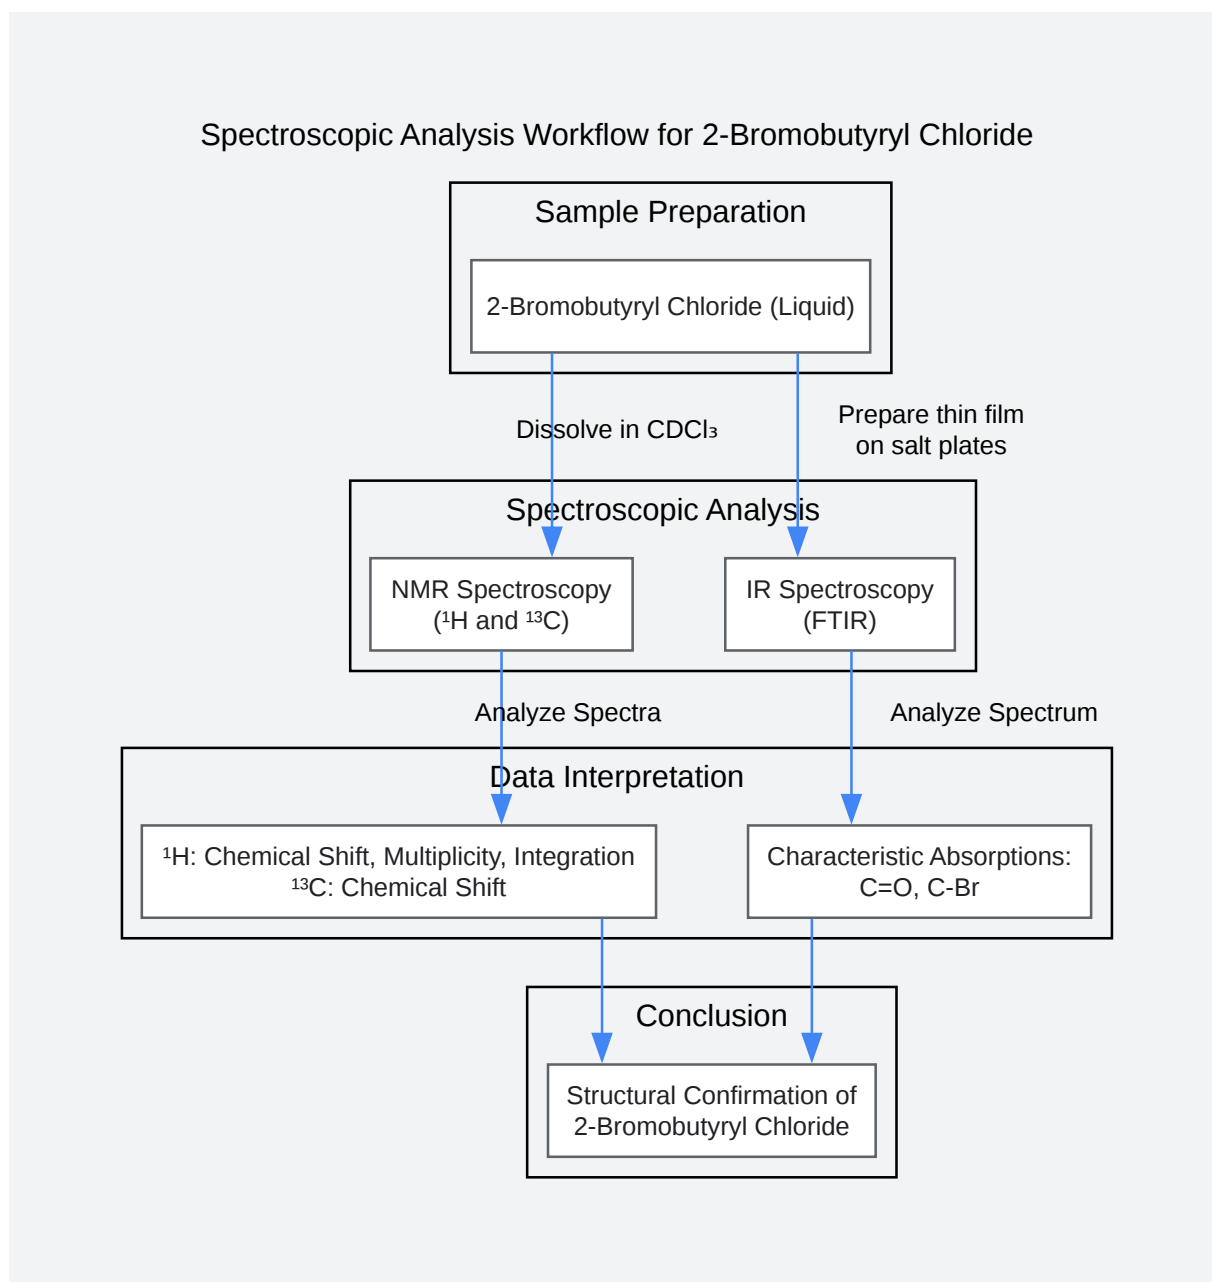 Spectroscopic Analysis Workflow for 2-Bromobutyryl Chloride
Sample Preparation
2-Bromobutyryl Chloride (Liquid)
Dissolve in CDCl₃
Prepare thin film
on salt plates
Spectroscopic Analysis
NMR Spectroscopy
(¹H and ¹³C)
IR Spectroscopy
(FTIR)
Analyze Spectra
Analyze Spectrum
Data Interpretation
¹H: Chemical Shift, Multiplicity, Integration
¹³C: Chemical Shift
Characteristic Absorptions:
C=O, C-Br
Conclusion
Structural Confirmation of
2-Bromobutyryl Chloride